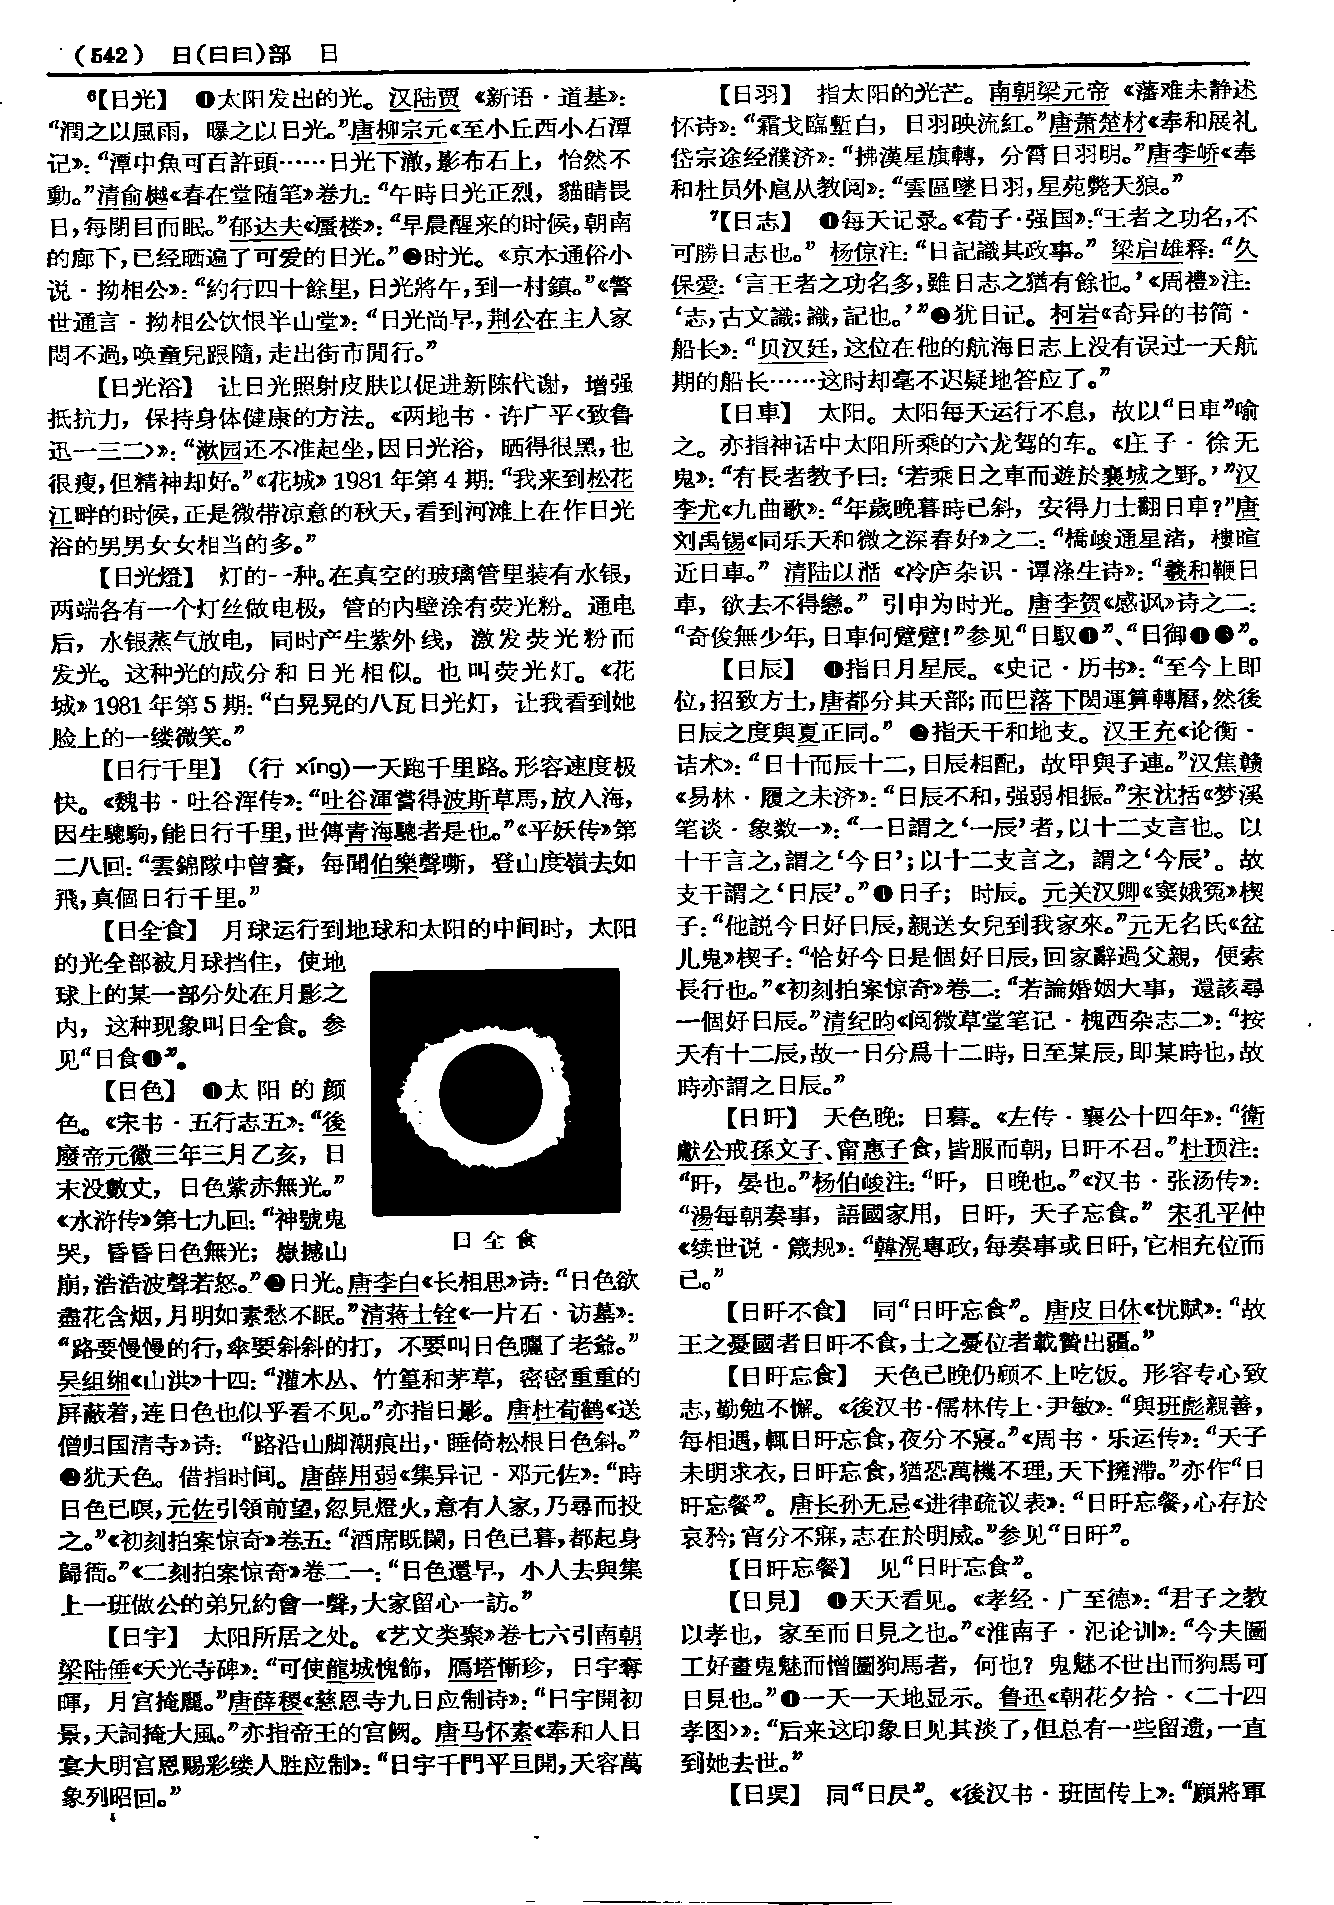 (542) 日(曰⺜)部 日
⁶【日光】 ❶太阳发出的光。汉陆贾《新语·道基》:
“潤之以風雨，曝之以日光。”唐柳宗元《至小丘西小石潭
记》:“潭中魚可百許頭……日光下澈,影布石上，怡然不
動。”清俞樾《春在堂随笔》卷九:“午時日光正烈，貓睛畏
日,每閉目而眠。”郁达夫《蜃楼》:“早晨醒来的时候,朝南
的廊下,已经晒遍了可爱的日光。”❷时光。《京本通俗小
说·拗相公》:“約行四十餘里,日光將午,到一村鎮。”《警
世通言·拗相公饮恨半山堂》:“日光尚早,荆公在主人家
悶不過,唤童兒跟隨,走出街市閒行。”
【日光浴】 让日光照射皮肤以促进新陈代谢，增强
抵抗力，保持身体健康的方法。《两地书·许广平〈致鲁
迅一三二〉》:“漱园还不准起坐,因日光浴，晒得很黑,也
很瘦,但精神却好。”《花城》1981年第4期:“我来到松花
江畔的时候,正是微带凉意的秋天,看到河滩上在作日光
浴的男男女女相当的多。”
【日光燈】 灯的一种。在真空的玻璃管里装有水银，
两端各有一个灯丝做电极，管的内壁涂有荧光粉。通电
后，水银蒸气放电，同时产生紫外线，激发荧光粉而
发光。这种光的成分和日光相似。也叫荧光灯。《花
城》1981年第5期:“白晃晃的八瓦日光灯，让我看到她
脸上的一缕微笑。”
【日行千里】 (行 xíng)一天跑千里路。形容速度极
快。《魏书·吐谷浑传》:“吐谷渾嘗得波斯草馬,放入海,
因生驄駒,能日行千里,世傳青海驄者是也。”《平妖传》第
二八回:“雲錦隊中曾賽，每聞伯樂聲嘶，登山度嶺去如
飛,真個日行千里。”
【日全食】 月球运行到地球和太阳的中间时，太阳
的光全部被月球挡住，使地
球上的某一部分处在月影之
内，这种现象叫日全食。参
见“日食❶”。
【日色】 ❶太阳的颜
色。《宋书·五行志五》:“後
廢帝元徽三年三月乙亥，日
末没數丈，日色紫赤無光。”
《水浒传》第七九回:“神號鬼
哭，昏昏日色無光；嶽撼山
崩,浩浩波聲若怒。”❷日光。唐李白《长相思》诗:“日色欲
盡花含烟,月明如素愁不眠。”清蒋士铨《一片石·访墓》:
“路要慢慢的行,傘要斜斜的打，不要叫日色曬了老爺。”
吴组缃《山洪》十四:“灌木丛、竹篁和茅草，密密重重的
屏蔽着,连日色也似乎看不见。”亦指日影。唐杜荀鹤《送
僧归国清寺》诗:“路沿山脚潮痕出,睡倚松根日色斜。”
❸犹天色。借指时间。唐薛用弱《集异记·邓元佐》:“時
日色已暝,元佐引領前望,忽見燈火,意有人家,乃尋而投
之。”《初刻拍案惊奇》卷五:“酒席既闌,日色已暮,都起身
歸衙。”《二刻拍案惊奇》卷二一:“日色還早，小人去與集
上一班做公的弟兄約會一聲,大家留心一訪。”
【日宇】 太阳所居之处。《艺文类聚》卷七六引南朝
梁陆倕《天光寺碑》:“可使龍城愧飾，鴈塔慚珍，日宇奪
暉，月宫掩麗。”唐薛稷《慈恩寺九日应制诗》:“日宇開初
景,天詞掩大風。”亦指帝王的宫阙。唐马怀素《奉和人日
宴大明宫恩赐彩缕人胜应制》:“日宇千門平旦開,天容萬
象列昭回。”
日全食
【日羽】 指太阳的光芒。南朝梁元帝《藩难未静述
怀诗》:“霜戈臨塹白，日羽映流紅。”唐萧楚材《奉和展礼
岱宗途经濮济》:“拂漢星旗轉，分霄日羽明。”唐李峤《奉
和杜员外扈从教阅》:“雲區墜日羽,星苑斃天狼。”
⁷【日志】 ❶每天记录。《荀子·强国》:“王者之功名,不
可勝日志也。”杨倞注:“日記識其政事。”梁启雄释:“久
保愛:‘言王者之功名多,雖日志之猶有餘也。’《周禮》注:
‘志,古文識;識,記也。’”❷犹日记。柯岩《奇异的书简·
船长》:“贝汉廷,这位在他的航海日志上没有误过一天航
期的船长……这时却毫不迟疑地答应了。”
【日車】 太阳。太阳每天运行不息，故以“日車”喻
之。亦指神话中太阳所乘的六龙驾的车。《庄子·徐无
鬼》:“有長者教予曰:‘若乘日之車而遊於襄城之野。’”汉
李尤《九曲歌》:“年歲晚暮時已斜，安得力士翻日車?”唐
刘禹锡《同乐天和微之深春好》之二:“橋峻通星渚，樓暄
近日車。”清陆以湉《冷庐杂识·谭涤生诗》:“羲和鞭日
車，欲去不得戀。”引申为时光。唐李贺《感讽》诗之二:
“奇俊無少年,日車何躄躄!”参见“日馭❶”、“日御❶❸”。
【日辰】 ❶指日月星辰。《史记·历书》:“至今上即
位,招致方士,唐都分其天部;而巴落下閎運算轉曆,然後
日辰之度與夏正同。”❷指天干和地支。汉王充《论衡·
诘术》:“日十而辰十二,日辰相配，故甲與子連。”汉焦赣
《易林·履之未济》:“日辰不和,强弱相振。”宋沈括《梦溪
笔谈·象数一》:“一日謂之‘一辰’者,以十二支言也。以
十干言之,謂之‘今日’;以十二支言之，謂之‘今辰’。故
支干謂之‘日辰’。”❸日子；时辰。元关汉卿《窦娥冤》楔
子:“他説今日好日辰,親送女兒到我家來。”元无名氏《盆
儿鬼》楔子:“恰好今日是個好日辰,回家辭過父親，便索
長行也。”《初刻拍案惊奇》卷二:“若論婚姻大事，還該尋
一個好日辰。”清纪昀《阅微草堂笔记·槐西杂志二》:“按
天有十二辰,故一日分爲十二時,日至某辰,即某時也,故
時亦謂之日辰。”
【日旰】 天色晚；日暮。《左传·襄公十四年》:“衛
獻公戒孫文子、甯惠子食,皆服而朝,日旰不召。”杜预注:
“旰，晏也。”杨伯峻注:“旰，日晚也。”《汉书·张汤传》:
“湯每朝奏事，語國家用，日旰，天子忘食。”宋孔平仲
《续世说·箴规》:“韓滉專政,每奏事或日旰,它相充位而
已。”
【日旰不食】 同“日旰忘食”。唐皮日休《忧赋》:“故
王之憂國者日旰不食,士之憂位者載贄出疆。”
【日旰忘食】 天色已晚仍顾不上吃饭。形容专心致
志,勤勉不懈。《後汉书·儒林传上·尹敏》:“與班彪親善,
每相遇,輒日旰忘食,夜分不寢。”《周书·乐运传》:“天子
未明求衣,日旰忘食,猶恐萬機不理,天下擁滯。”亦作“日
旰忘餐”。唐长孙无忌《进律疏议表》:“日旰忘餐,心存於
哀矜;宵分不寐,志在於明威。”参见“日旰”。
【日旰忘餐】 见“日旰忘食”。
【日見】 ❶天天看见。《孝经·广至德》:“君子之教
以孝也，家至而日見之也。”《淮南子·氾论训》:“今夫圖
工好畫鬼魅而憎圖狗馬者，何也？鬼魅不世出而狗馬可
日見也。”❷一天一天地显示。鲁迅《朝花夕拾·〈二十四
孝图〉》:“后来这印象日见其淡了,但总有一些留遗,一直
到她去世。”
【日昃】 同“日昃”。《後汉书·班固传上》:“願將軍